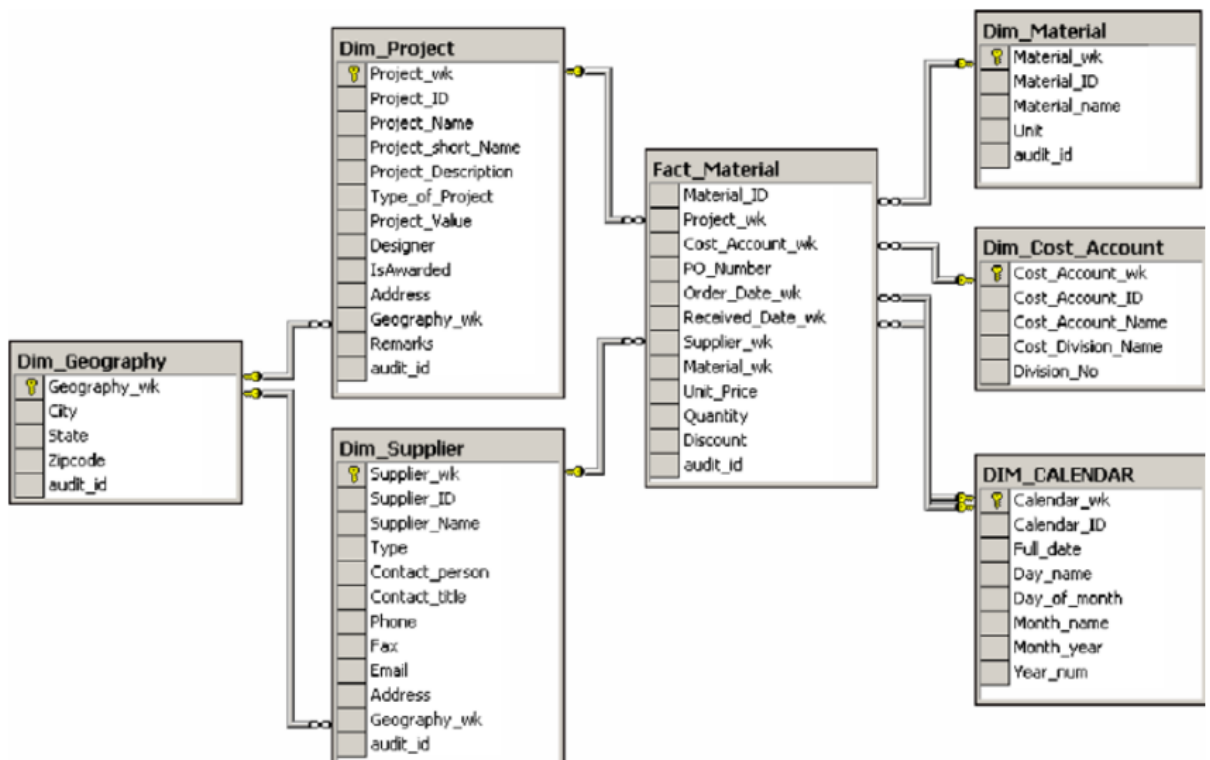 Dim_Project
Project_wk
Project_ID
Project_Name
Project_short_Name
Project_Description
Type_of_Project
Project_Value
Designer
IsAwarded
Address
Geography_wk
Remarks
audit_id
Dim_Geography
Geography_wk
City
State
Zipcode
audit_id
Dim_Supplier
Supplier_wk
Supplier_ID
Supplier_Name
Type
Contact_person
Contact_title
Phone
Fax
Email
Address
Geography_wk
audit_id
Fact_Material
Material_ID
Project_wk
Cost_Account_wk
PO_Number
Order_Date_wk
Received_Date_wk
Supplier_wk
Material_wk
Unit_Price
Quantity
Discount
audit_id
Dim_Material
Material_wk
Material_ID
Material_name
Unit
audit_id
Dim_Cost_Account
Cost_Account_wk
Cost_Account_ID
Cost_Account_Name
Cost_Division_Name
Division_No
DIM_CALENDAR
Calendar_wk
Calendar_ID
Full_date
Day_name
Day_of_month
Month_name
Month_year
Year_num